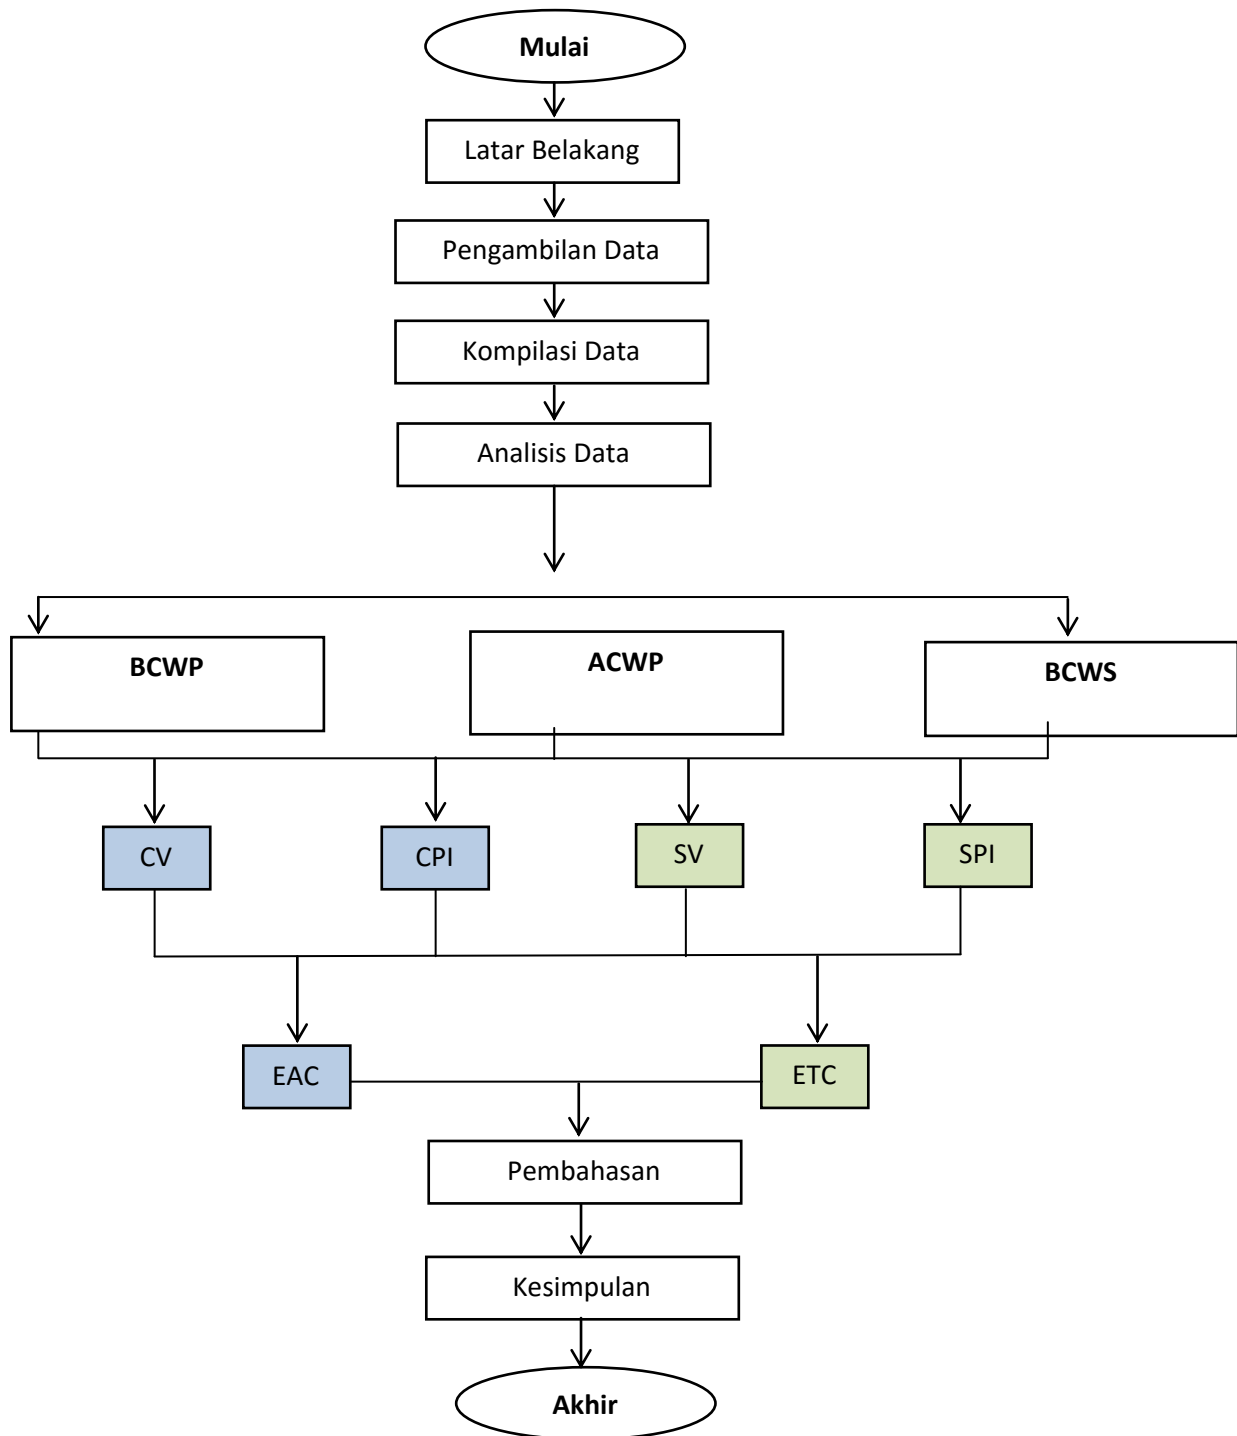 Mulai
Latar Belakang
Pengambilan Data
Kompilasi Data
Analisis Data
BCWP
ACWP
BCWS
CV
CPI
SV
SPI
EAC
ETC
Pembahasan
Kesimpulan
Akhir